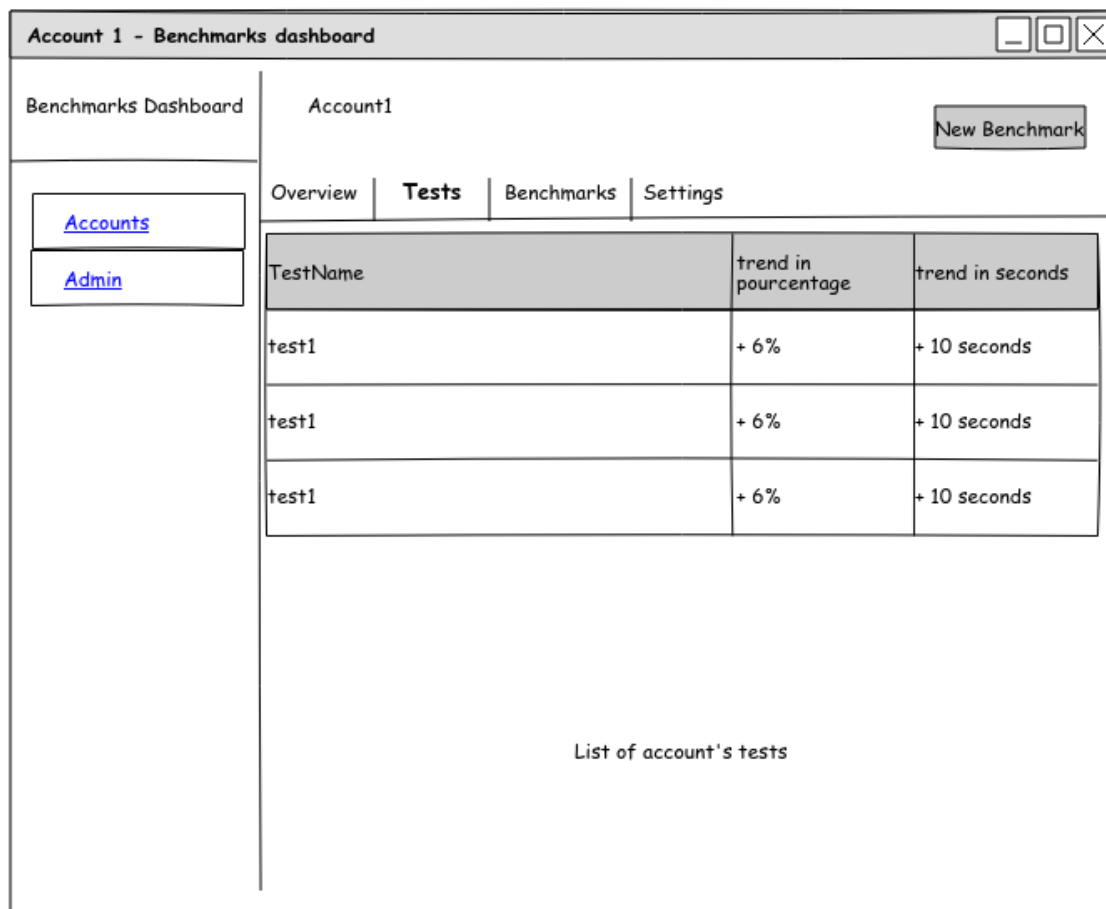 Account 1 - Benchmarks dashboard
Benchmarks Dashboard
Account1
New Benchmark
Accounts
Admin
Overview
Tests
Benchmarks
Settings
TestName
trend in
pourcentage
trend in seconds
test1
+ 6%
+ 10 seconds
test1
+ 6%
+ 10 seconds
test1
+ 6%
+ 10 seconds
List of account's tests